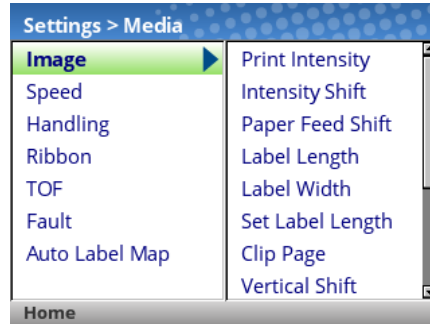 Settings > Media
Image
Speed
Handling
Ribbon
TOF
Fault
Auto Label Map
Print Intensity
Intensity Shift
Paper Feed Shift
Label Length
Label Width
Set Label Length
Clip Page
Vertical Shift
Home